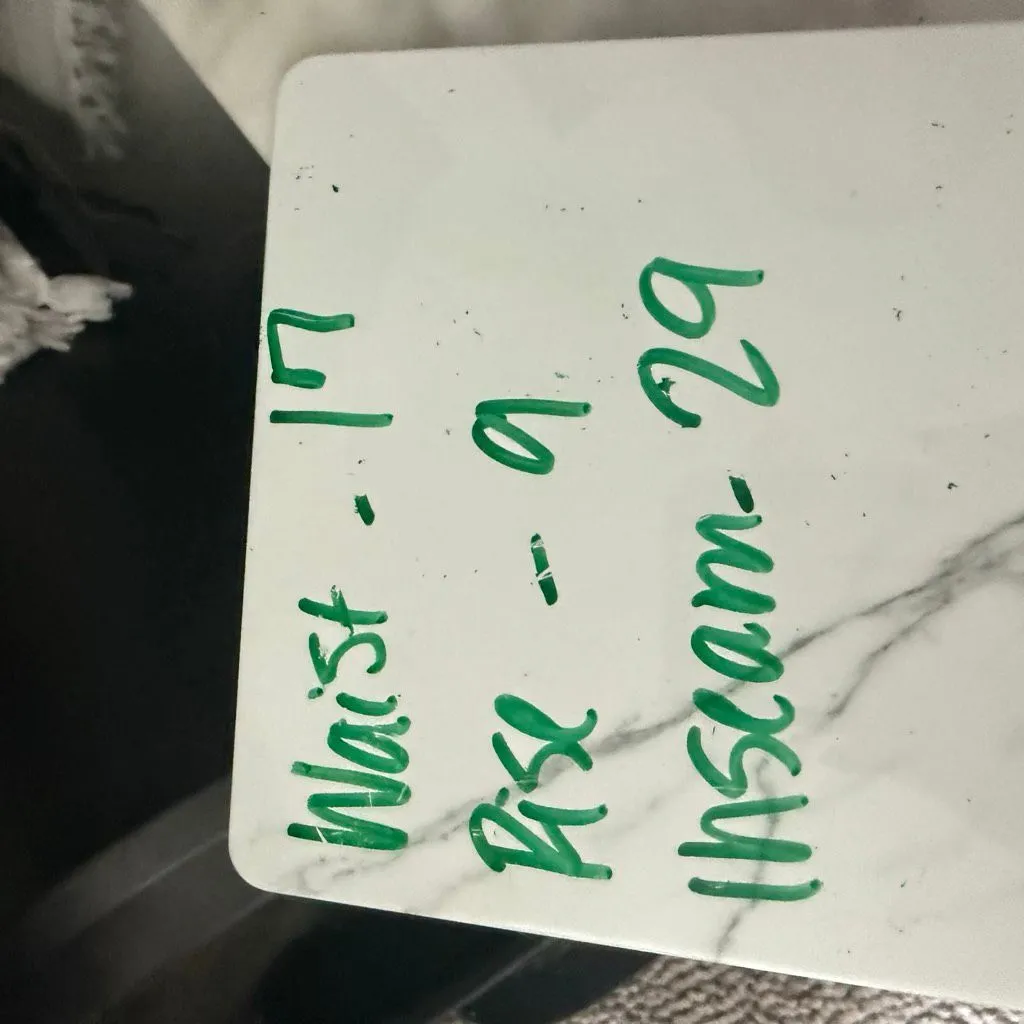 Waist - 17
Rise - 9
Inseam - 29